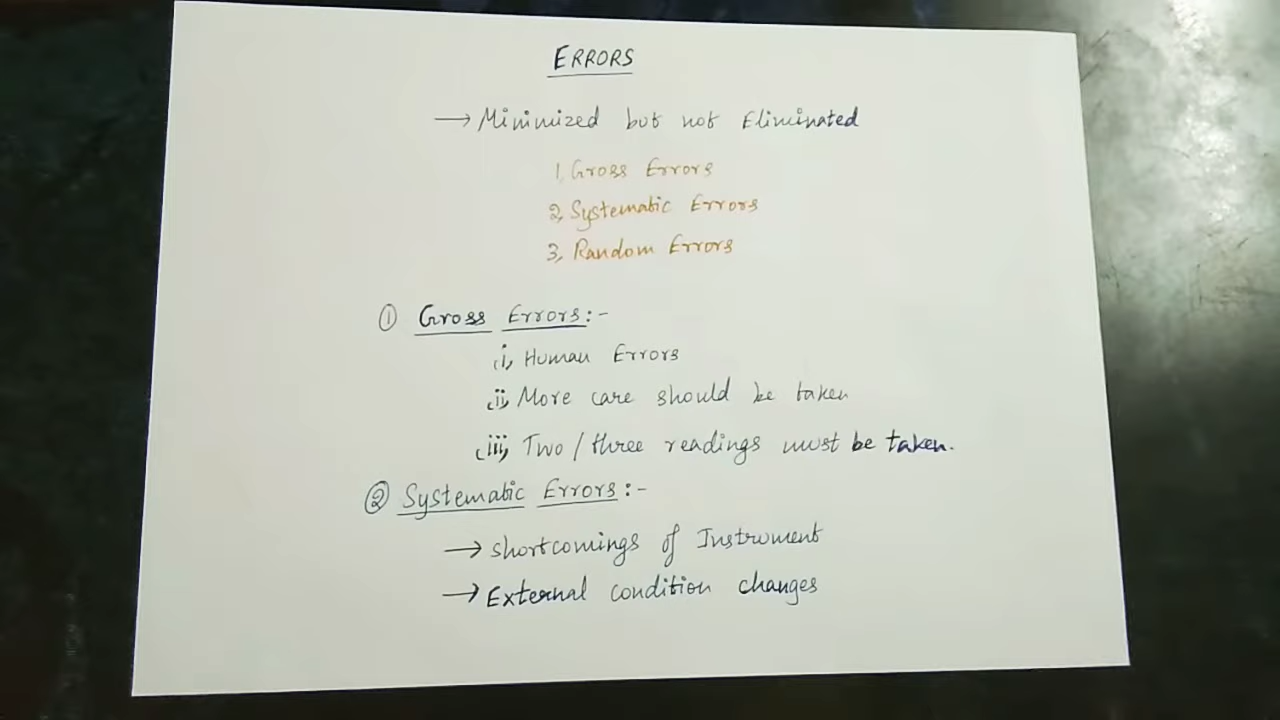 ERRORS
→ Minimized but not Eliminated
1, Gross Errors
2, Systematic Errors
3, Random Errors
① Gross Errors:-
(i, Human Errors
(ii, More care should be taken
(iii, Two / three readings must be taken.
② Systematic Errors:-
→ shortcomings of Instrument
→ External condition changes